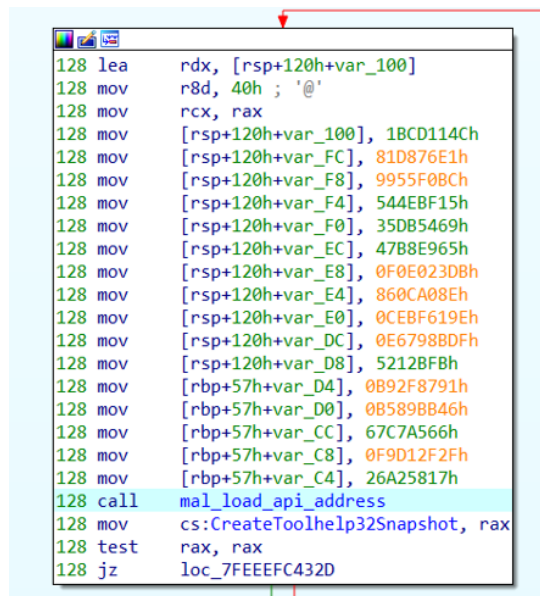 128 lea rdx, [rsp+120h+var_100]
128 mov r8d, 40h ; '@'
128 mov rcx, rax
128 mov [rsp+120h+var_100], 1BCD114Ch
128 mov [rsp+120h+var_FC], 81D876E1h
128 mov [rsp+120h+var_F8], 9955F0BCh
128 mov [rsp+120h+var_F4], 544EBF15h
128 mov [rsp+120h+var_F0], 35DB5469h
128 mov [rsp+120h+var_EC], 47B8E965h
128 mov [rsp+120h+var_E8], 0F0E023DBh
128 mov [rsp+120h+var_E4], 860CA08Eh
128 mov [rsp+120h+var_E0], 0CEBF619Eh
128 mov [rsp+120h+var_DC], 0E6798BDFh
128 mov [rsp+120h+var_D8], 5212BFBh
128 mov [rbp+57h+var_D4], 0B92F8791h
128 mov [rbp+57h+var_D0], 0B589BB46h
128 mov [rbp+57h+var_CC], 67C7A566h
128 mov [rbp+57h+var_C8], 0F9D12F2Fh
128 mov [rbp+57h+var_C4], 26A25817h
128 call mal_load_api_address
128 mov cs:CreateToolhelp32Snapshot, rax
128 test rax, rax
128 jz loc_7FEEEFC432D